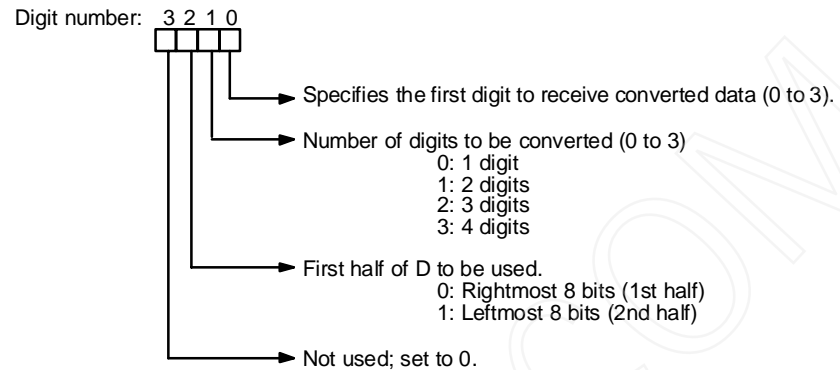 Digit number: 3 2 1 0
Specifies the first digit to receive converted data (0 to 3).
Number of digits to be converted (0 to 3)
0: 1 digit
1: 2 digits
2: 3 digits
3: 4 digits
First half of D to be used.
0: Rightmost 8 bits (1st half)
1: Leftmost 8 bits (2nd half)
Not used; set to 0.